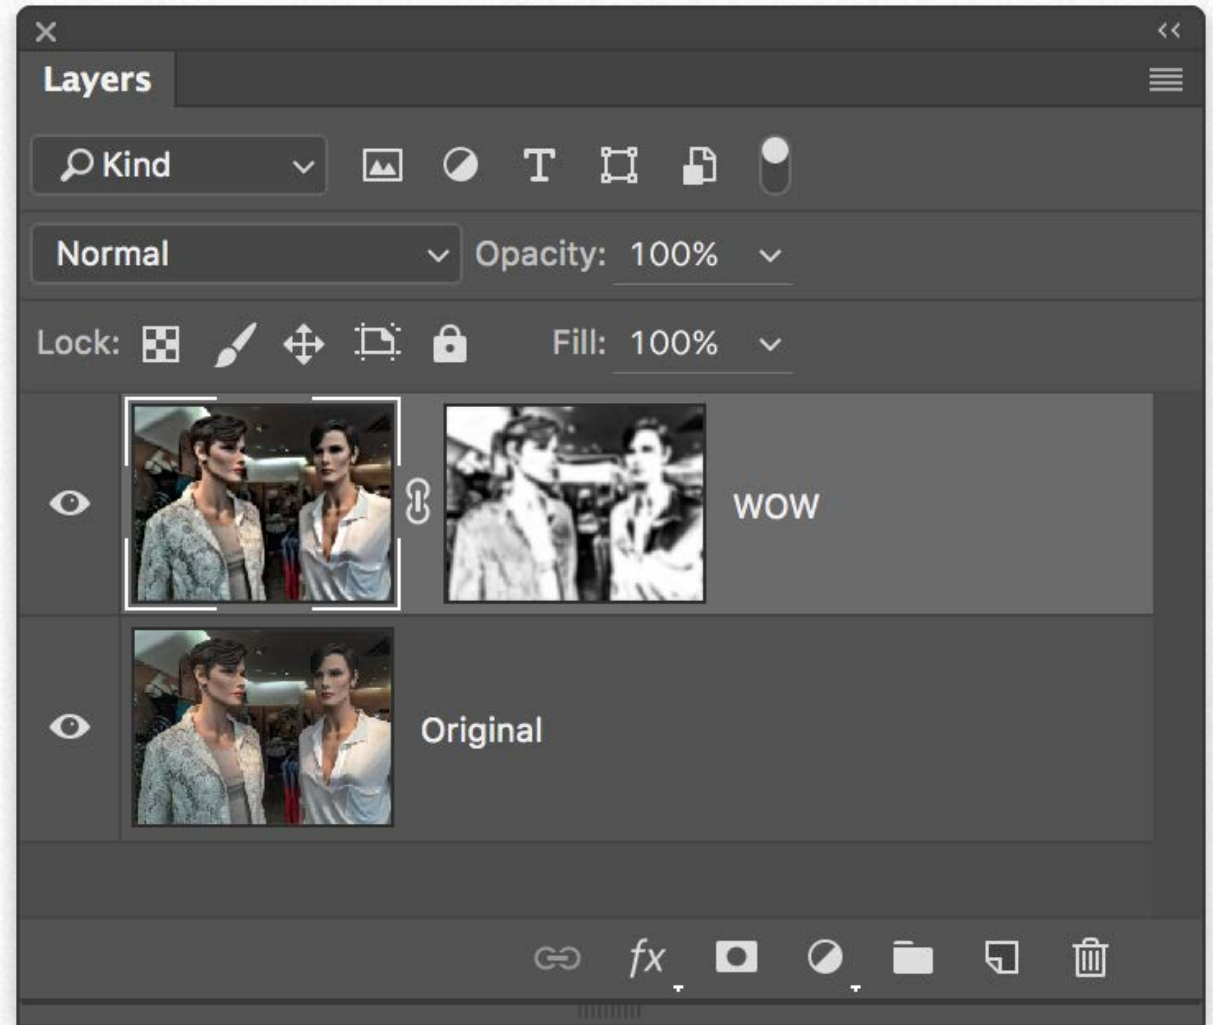 Layers
Kind
Normal Opacity: 100%
Lock: Fill: 100%
WOW
Original
fx